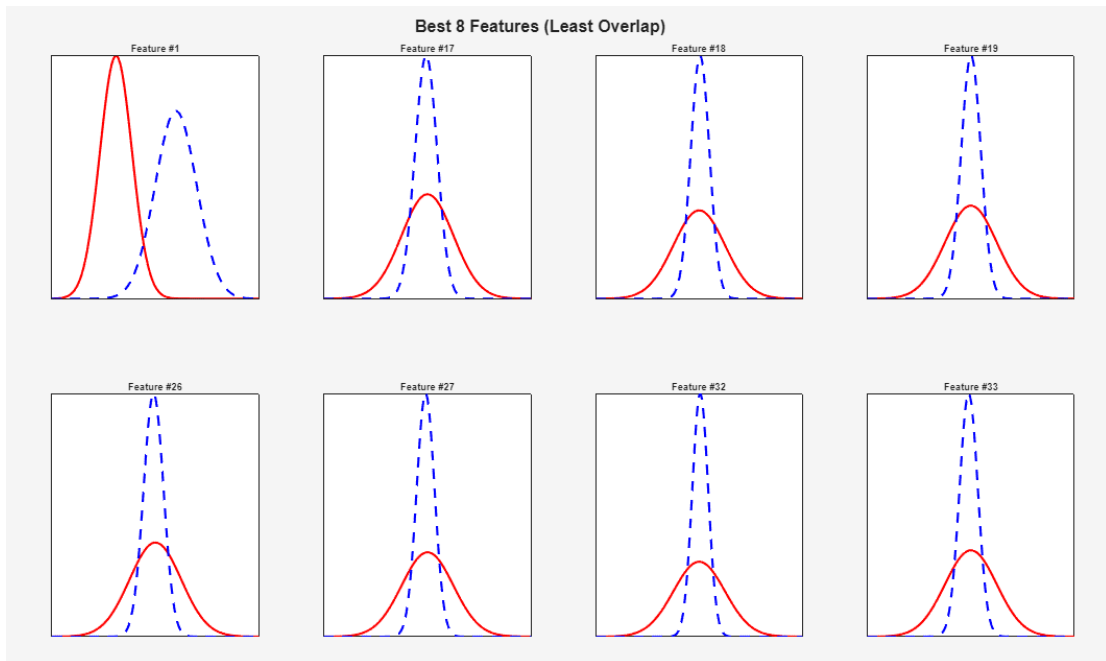 Best 8 Features (Least Overlap)
Feature #1
Feature #17
Feature #18
Feature #19
Feature #26
Feature #27
Feature #32
Feature #33